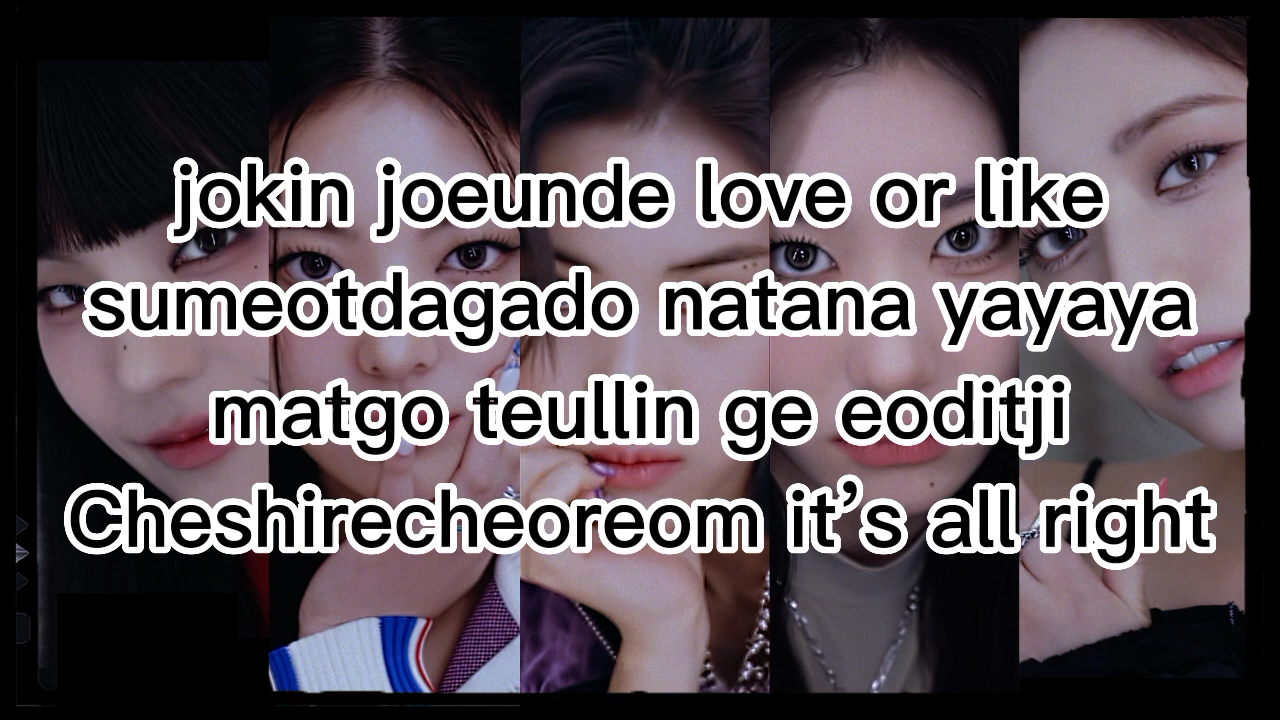 jokin joeunde love or like
sumeotdagado natana yayaya
matgo teullin ge eoditji
Cheshirecheoreom it’s all right